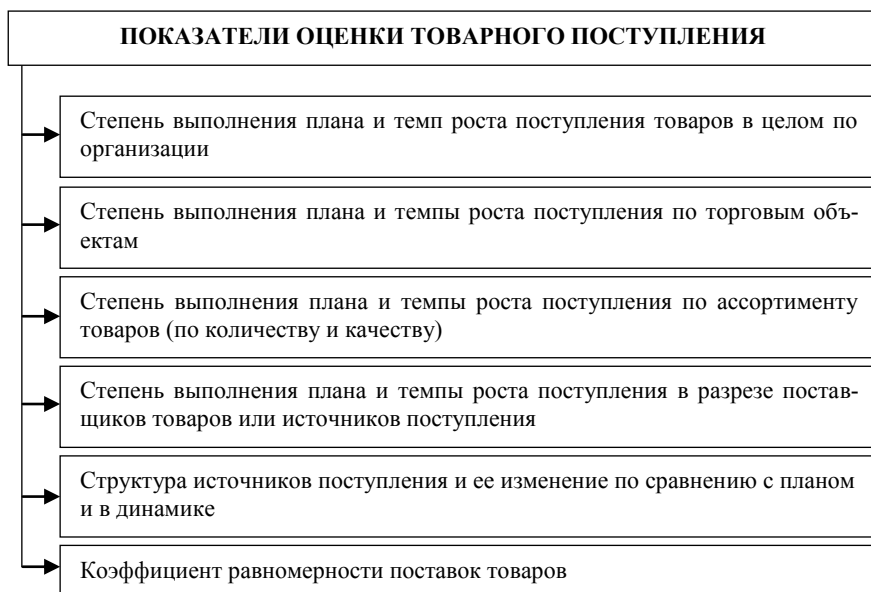 ПОКАЗАТЕЛИ ОЦЕНКИ ТОВАРНОГО ПОСТУПЛЕНИЯ
Степень выполнения плана и темп роста поступления товаров в целом по
организации
Степень выполнения плана и темпы роста поступления по торговым объ-
ектам
Степень выполнения плана и темпы роста поступления по ассортименту
товаров (по количеству и качеству)
Степень выполнения плана и темпы роста поступления в разрезе постав-
щиков товаров или источников поступления
Структура источников поступления и ее изменение по сравнению с планом
и в динамике
Коэффициент равномерности поставок товаров